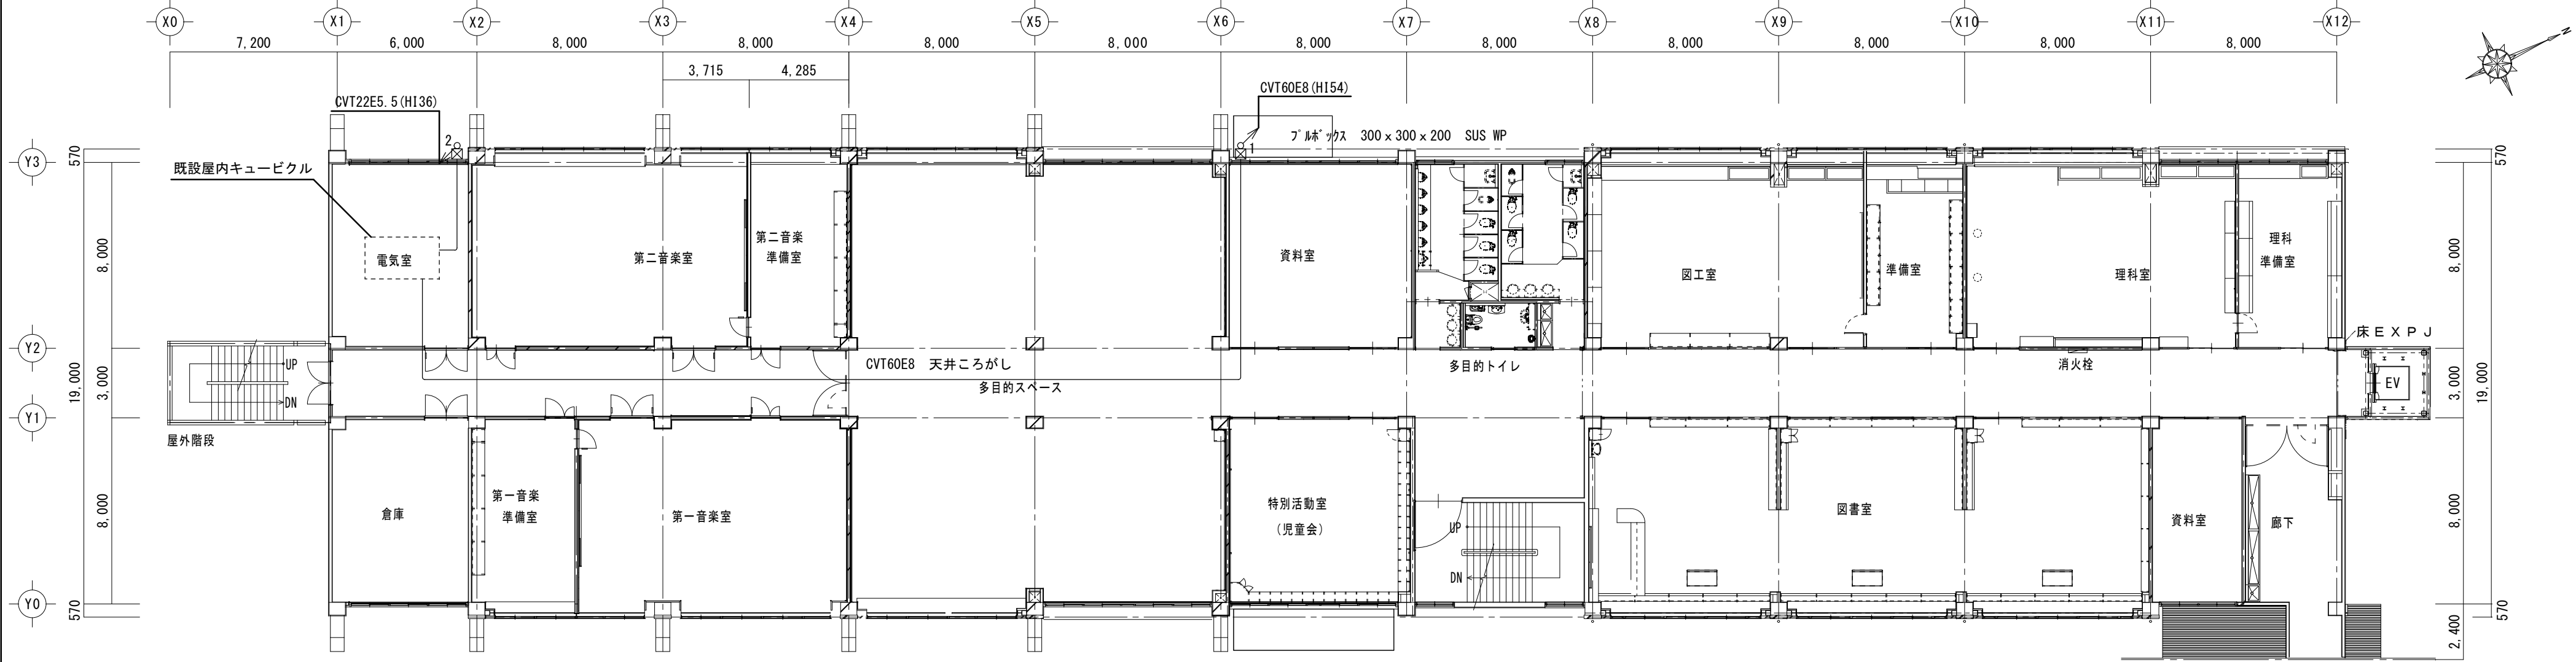 X0
X1
X2
X3
X4
X5
X6
X7
X8
X9
X10
X11
X12
7,200
6,000
8,000
8,000
8,000
8,000
8,000
8,000
8,000
8,000
8,000
8,000
3,715
4,285
N
CVT22E5.5(HI36)
CVT60E8(HI54)
プルボックス 300x300x200 SUS WP
2
1
Y3
570
570
既設屋内キュービクル
電気室
第二音楽室
第二音楽
準備室
資料室
図工室
準備室
理科室
理科
準備室
8,000
8,000
床EXPJ
Y2
CVT60E8 天井ころがし
多目的スペース
多目的トイレ
消火栓
EV
UP
DN
19,000
3,000
3,000
19,000
Y1
屋外階段
倉庫
第一音楽
準備室
第一音楽室
特別活動室
(児童会)
UP
DN
図書室
資料室
廊下
8,000
8,000
Y0
570
570
2,400